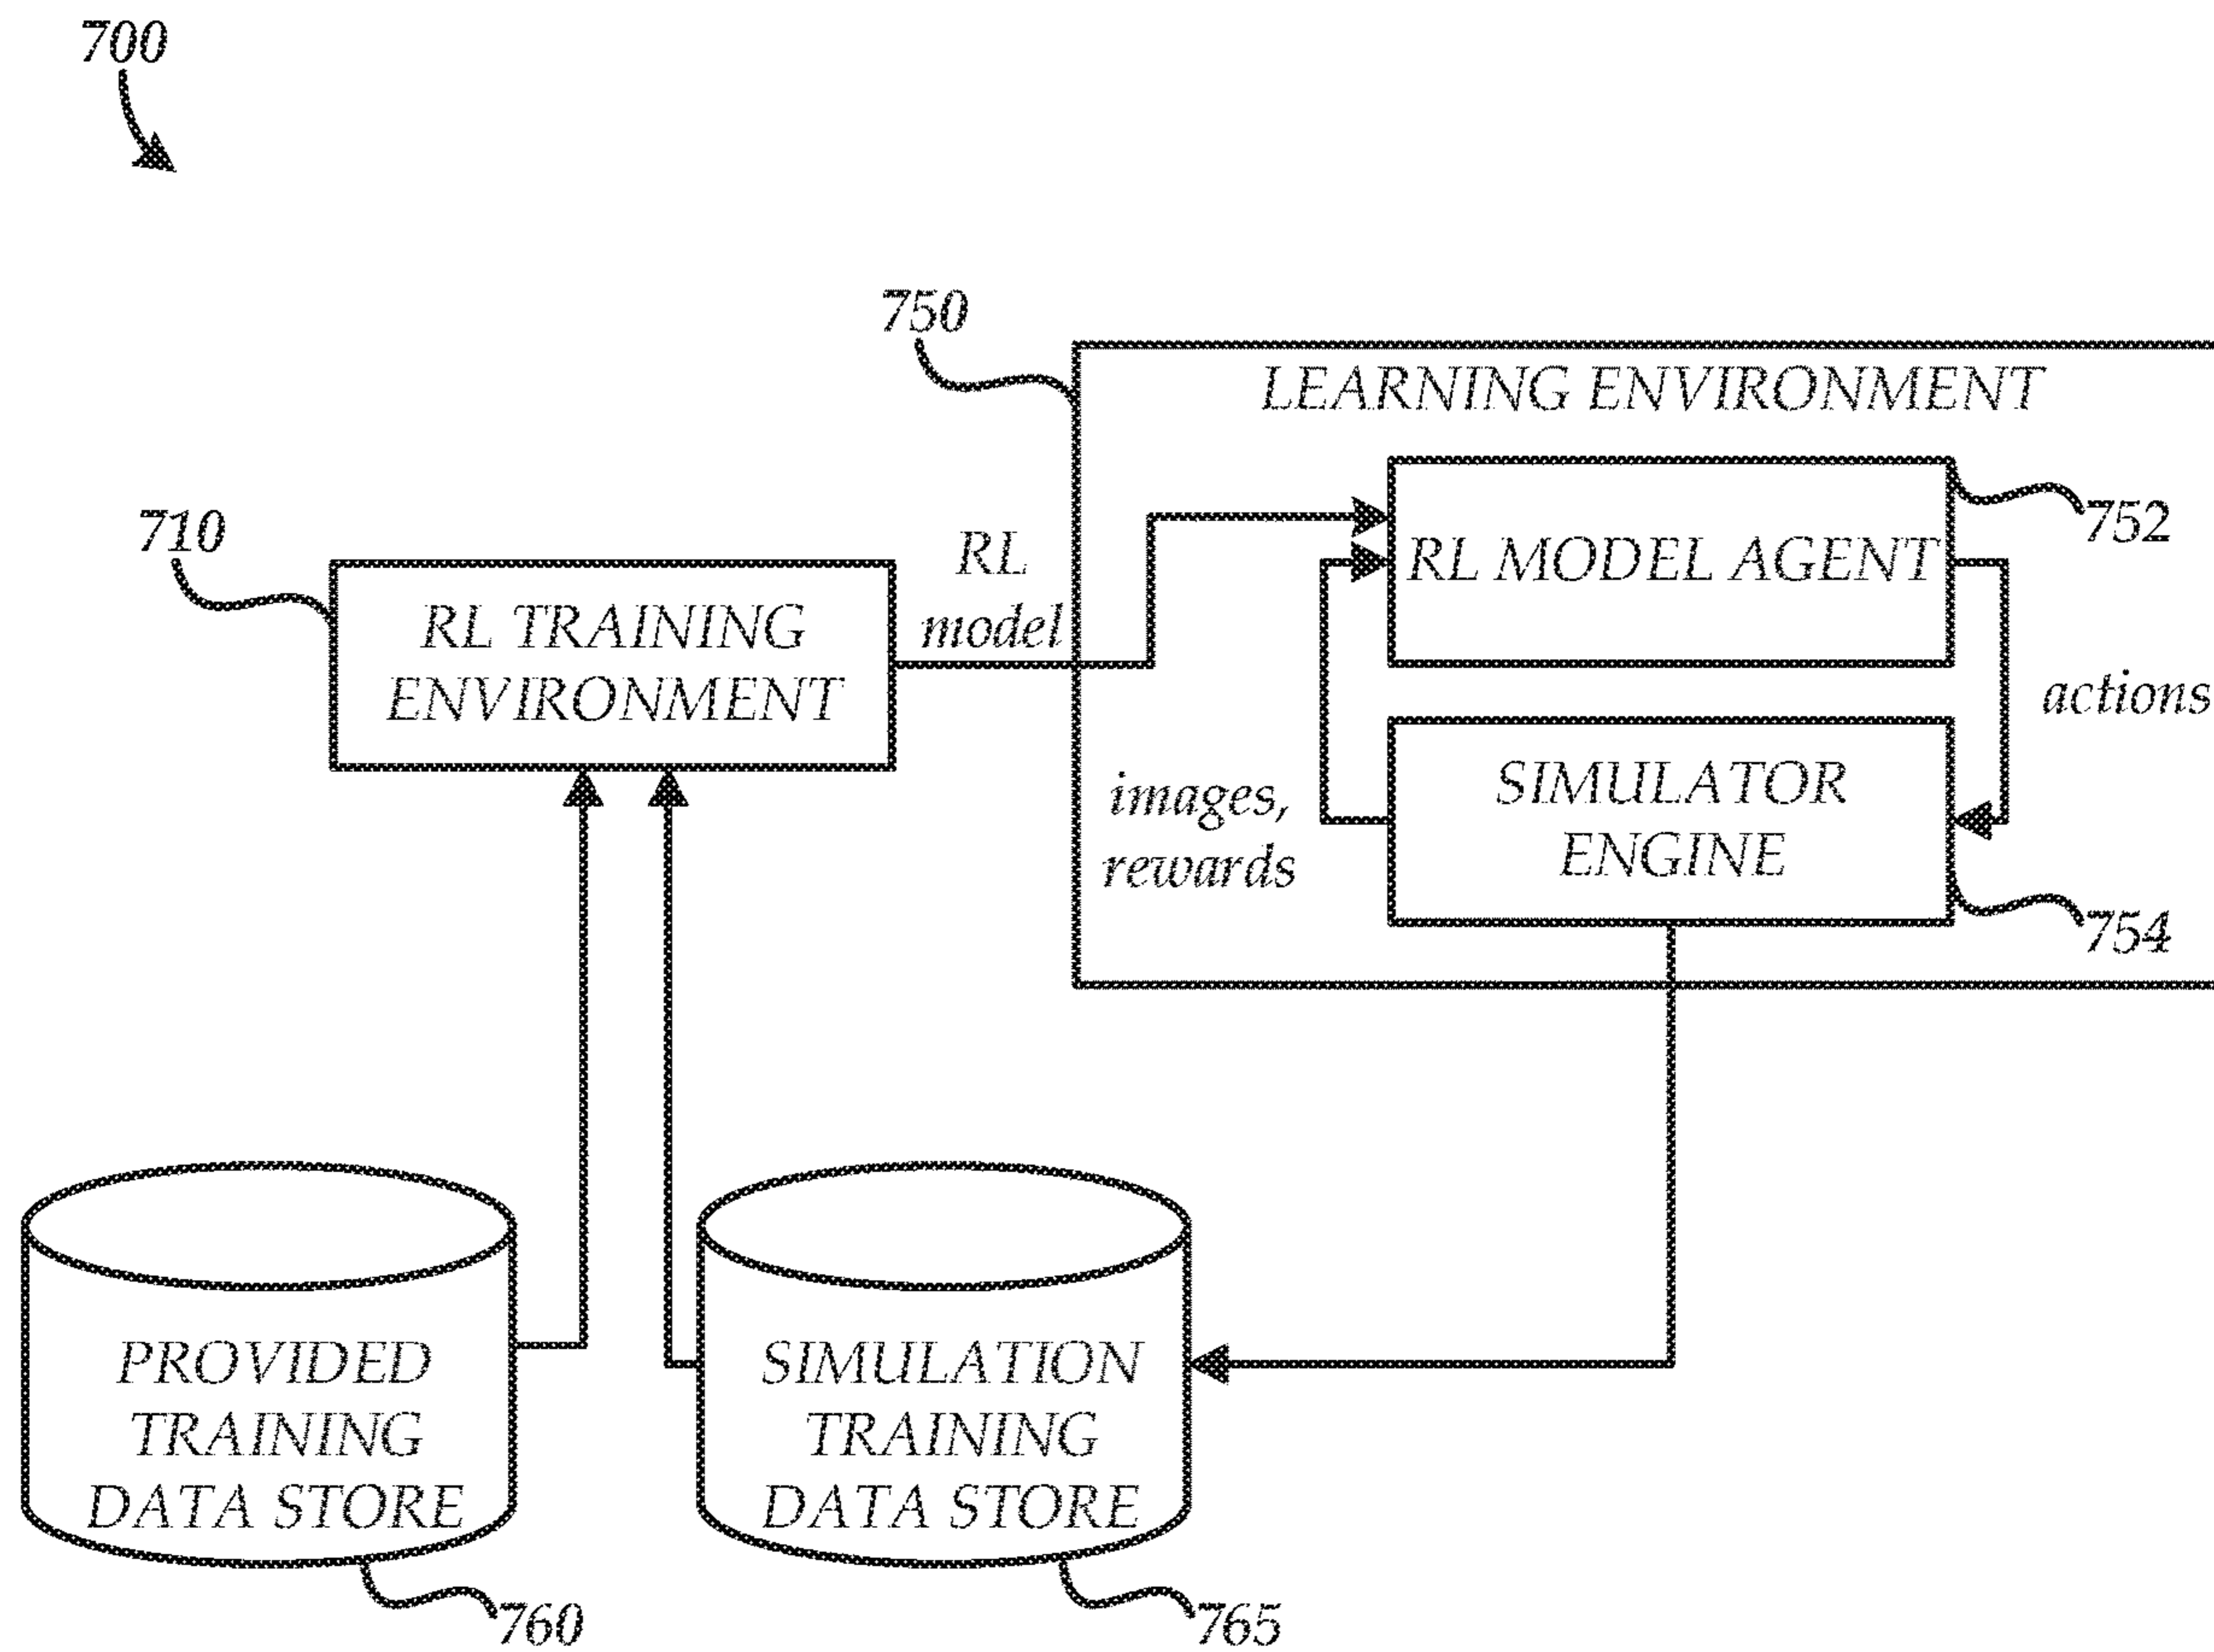 700
750
LEARNING ENVIRONMENT
752
RL MODEL AGENT
710
RL
model
RL TRAINING
ENVIRONMENT
actions
images,
rewards
SIMULATOR
ENGINE
754
PROVIDED
TRAINING
DATA STORE
760
SIMULATION
TRAINING
DATA STORE
765